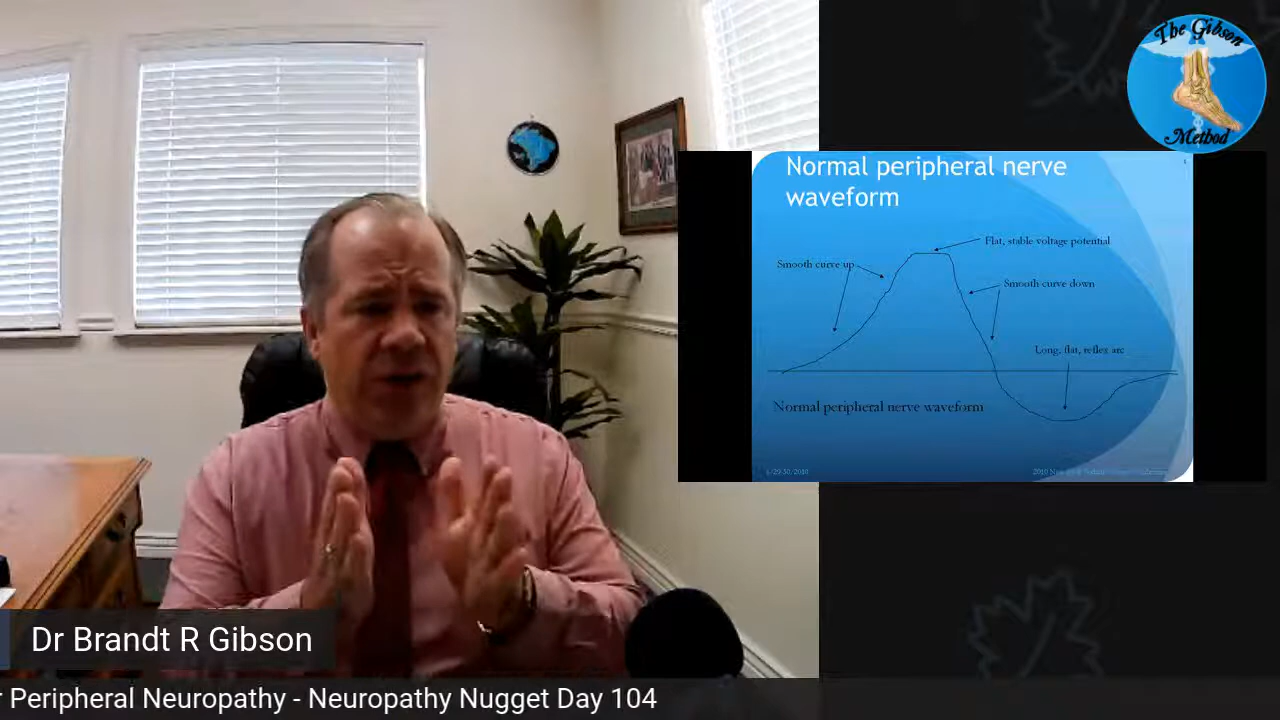 The Gibson
Method
Normal peripheral nerve
waveform
Flat, stable voltage potential
Smooth curve up
Smooth curve down
Long, flat, reflex arc
Normal peripheral nerve waveform
Dr Brandt R Gibson
Peripheral Neuropathy - Neuropathy Nugget Day 104